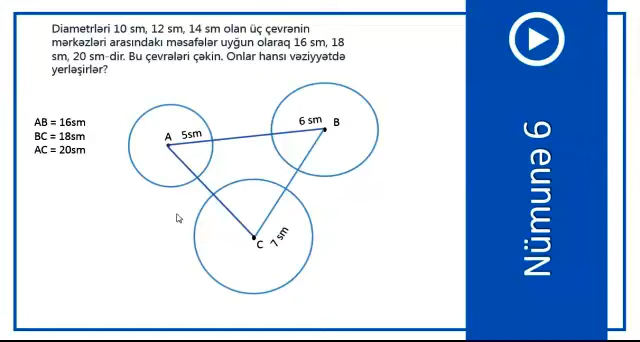 Diametrləri 10 sm, 12 sm, 14 sm olan üç çevrənin
mərkəzləri arasındakı məsafələr uyğun olaraq 16 sm, 18
sm, 20 sm-dir. Bu çevrələri çəkin. Onlar hansı vəziyyətdə
yerləşirlər?
AB = 16sm
BC = 18sm
AC = 20sm
A 5sm
6 sm B
C 7 sm
Nümunə 6